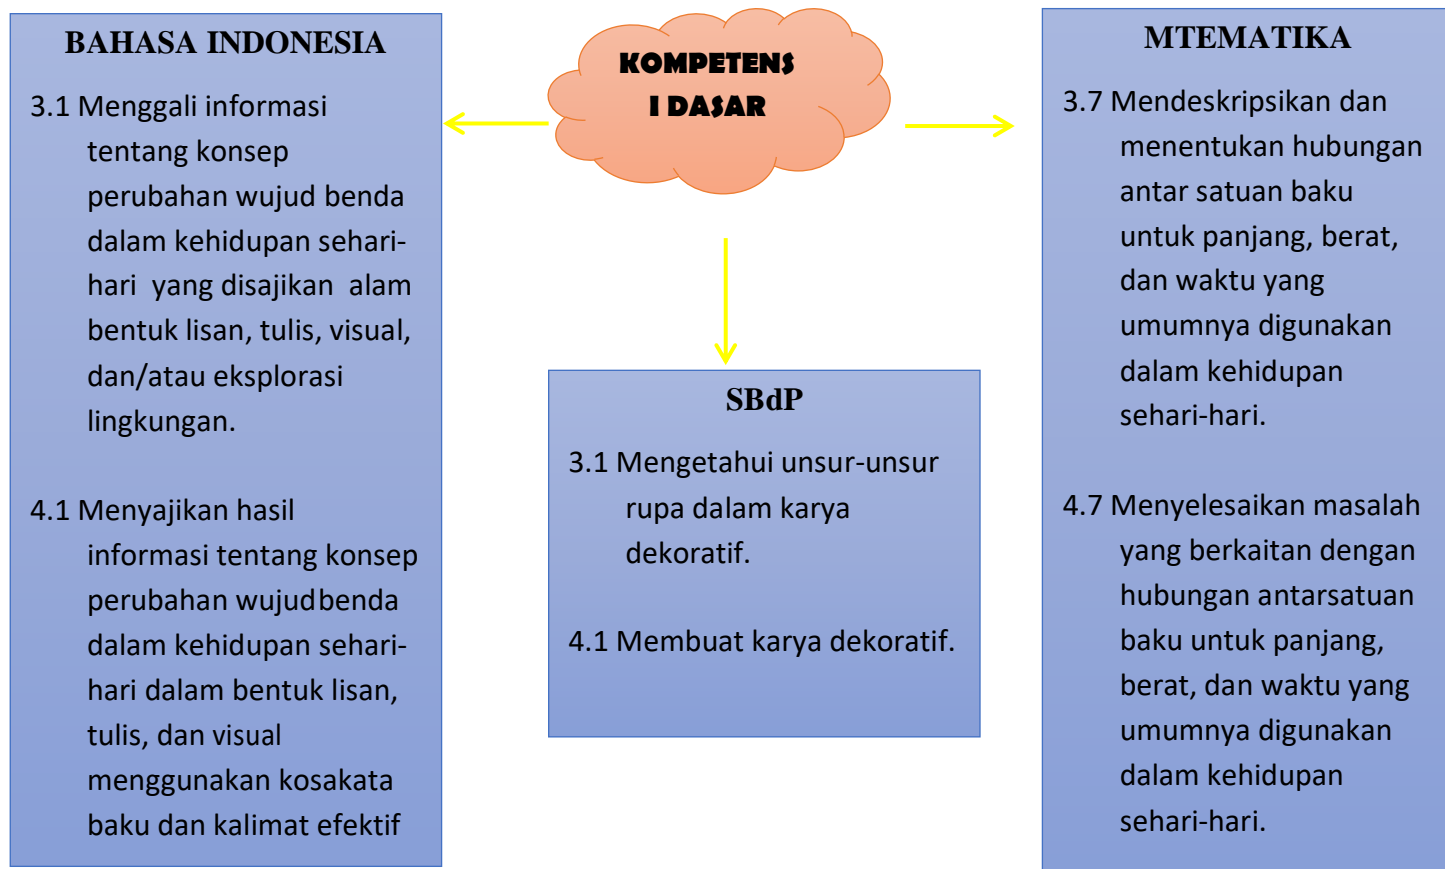 KOMPETENS
I DASAR
BAHASA INDONESIA
3.1 Menggali informasi
tentang konsep
perubahan wujud benda
dalam kehidupan sehari-
hari yang disajikan alam
bentuk lisan, tulis, visual,
dan/atau eksplorasi
lingkungan.
4.1 Menyajikan hasil
informasi tentang konsep
perubahan wujud benda
dalam kehidupan sehari-
hari dalam bentuk lisan,
tulis, dan visual
menggunakan kosakata
baku dan kalimat efektif
SBdP
3.1 Mengetahui unsur-unsur
rupa dalam karya
dekoratif.
4.1 Membuat karya dekoratif.
MTEMATIKA
3.7 Mendeskripsikan dan
menentukan hubungan
antar satuan baku
untuk panjang, berat,
dan waktu yang
umumnya digunakan
dalam kehidupan
sehari-hari.
4.7 Menyelesaikan masalah
yang berkaitan dengan
hubungan antarsatuan
baku untuk panjang,
berat, dan waktu yang
umumnya digunakan
dalam kehidupan
sehari-hari.